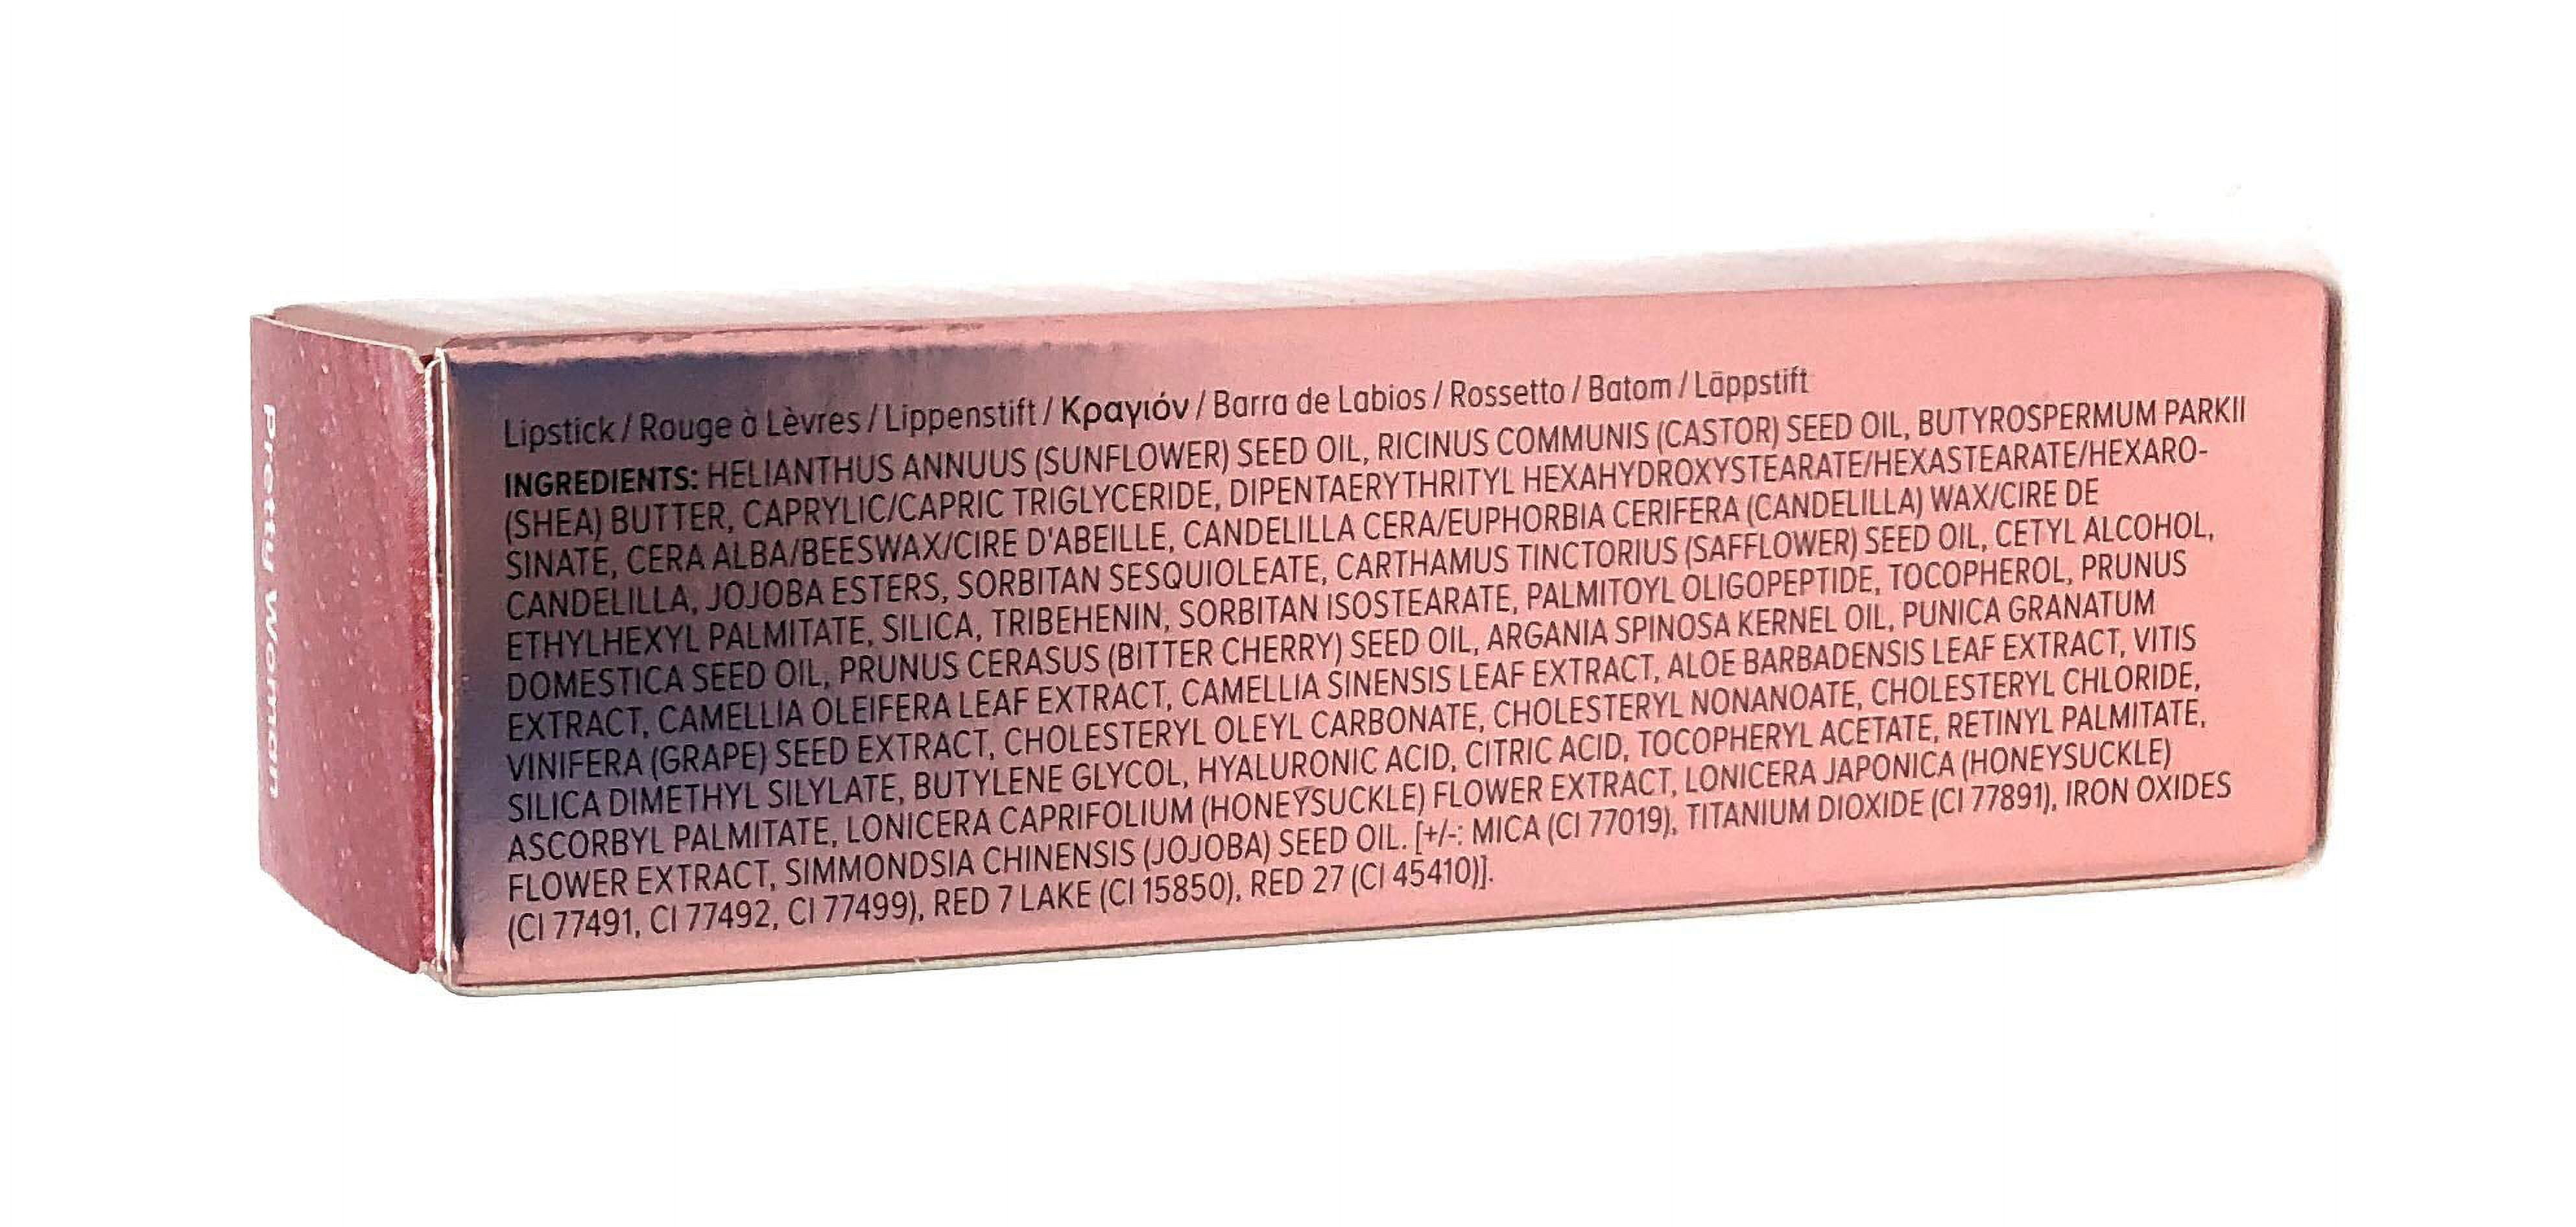 Pretty Woman
Lipstick / Rouge à Lèvres / Lippenstift / Κραγιόν / Barra de Labios / Rossetto / Batom / Läppstift
INGREDIENTS: HELIANTHUS ANNUUS (SUNFLOWER) SEED OIL, RICINUS COMMUNIS (CASTOR) SEED OIL, BUTYROSPERMUM PARKII
(SHEA) BUTTER, CAPRYLIC/CAPRIC TRIGLYCERIDE, DIPENTAERYTHRITYL HEXAHYDROXYSTEARATE/HEXASTEARATE/HEXARO-
SINATE, CERA ALBA/BEESWAX/CIRE D'ABEILLE, CANDELILLA CERA/EUPHORBIA CERIFERA (CANDELILLA) WAX/CIRE DE
CANDELILLA, JOJOBA ESTERS, SORBITAN SESQUIOLEATE, CARTHAMUS TINCTORIUS (SAFFLOWER) SEED OIL, CETYL ALCOHOL,
ETHYLHEXYL PALMITATE, SILICA, TRIBEHENIN, SORBITAN ISOSTEARATE, PALMITOYL OLIGOPEPTIDE, TOCOPHEROL, PRUNUS
DOMESTICA SEED OIL, PRUNUS CERASUS (BITTER CHERRY) SEED OIL, ARGANIA SPINOSA KERNEL OIL, PUNICA GRANATUM
EXTRACT, CAMELLIA OLEIFERA LEAF EXTRACT, CAMELLIA SINENSIS LEAF EXTRACT, ALOE BARBADENSIS LEAF EXTRACT, VITIS
VINIFERA (GRAPE) SEED EXTRACT, CHOLESTERYL OLEYL CARBONATE, CHOLESTERYL NONANOATE, CHOLESTERYL CHLORIDE,
SILICA DIMETHYL SILYLATE, BUTYLENE GLYCOL, HYALURONIC ACID, CITRIC ACID, TOCOPHERYL ACETATE, RETINYL PALMITATE,
ASCORBYL PALMITATE, LONICERA CAPRIFOLIUM (HONEYSUCKLE) FLOWER EXTRACT, LONICERA JAPONICA (HONEYSUCKLE)
FLOWER EXTRACT, SIMMONDSIA CHINENSIS (JOJOBA) SEED OIL. [+/-: MICA (CI 77019), TITANIUM DIOXIDE (CI 77891), IRON OXIDES
(CI 77491, CI 77492, CI 77499), RED 7 LAKE (CI 15850), RED 27 (CI 45410)].